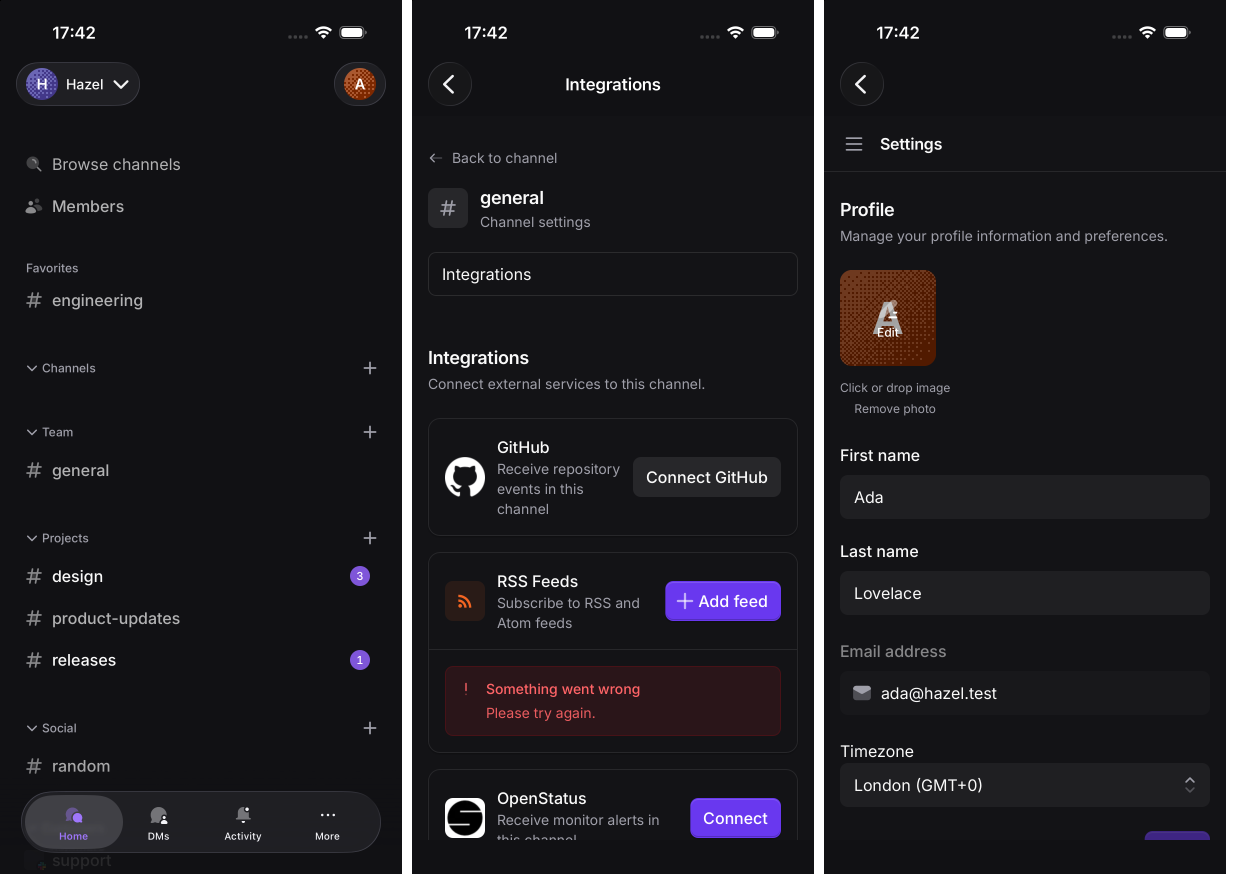 17:42
H Hazel
A
Browse channels
Members
Favorites
# engineering
Channels
Team
# general
Projects
# design 3
# product-updates
# releases 1
Social
# random
Home DMs Activity More
support
17:42
Integrations
← Back to channel
# general
Channel settings
Integrations
Integrations
Connect external services to this channel.
GitHub
Receive repository
events in this
channel
Connect GitHub
RSS Feeds
Subscribe to RSS and
Atom feeds
+ Add feed
! Something went wrong
Please try again.
OpenStatus
Receive monitor alerts in
this channel
Connect
17:42
Settings
Profile
Manage your profile information and preferences.
A
Edit
Click or drop image
Remove photo
First name
Ada
Last name
Lovelace
Email address
ada@hazel.test
Timezone
London (GMT+0)